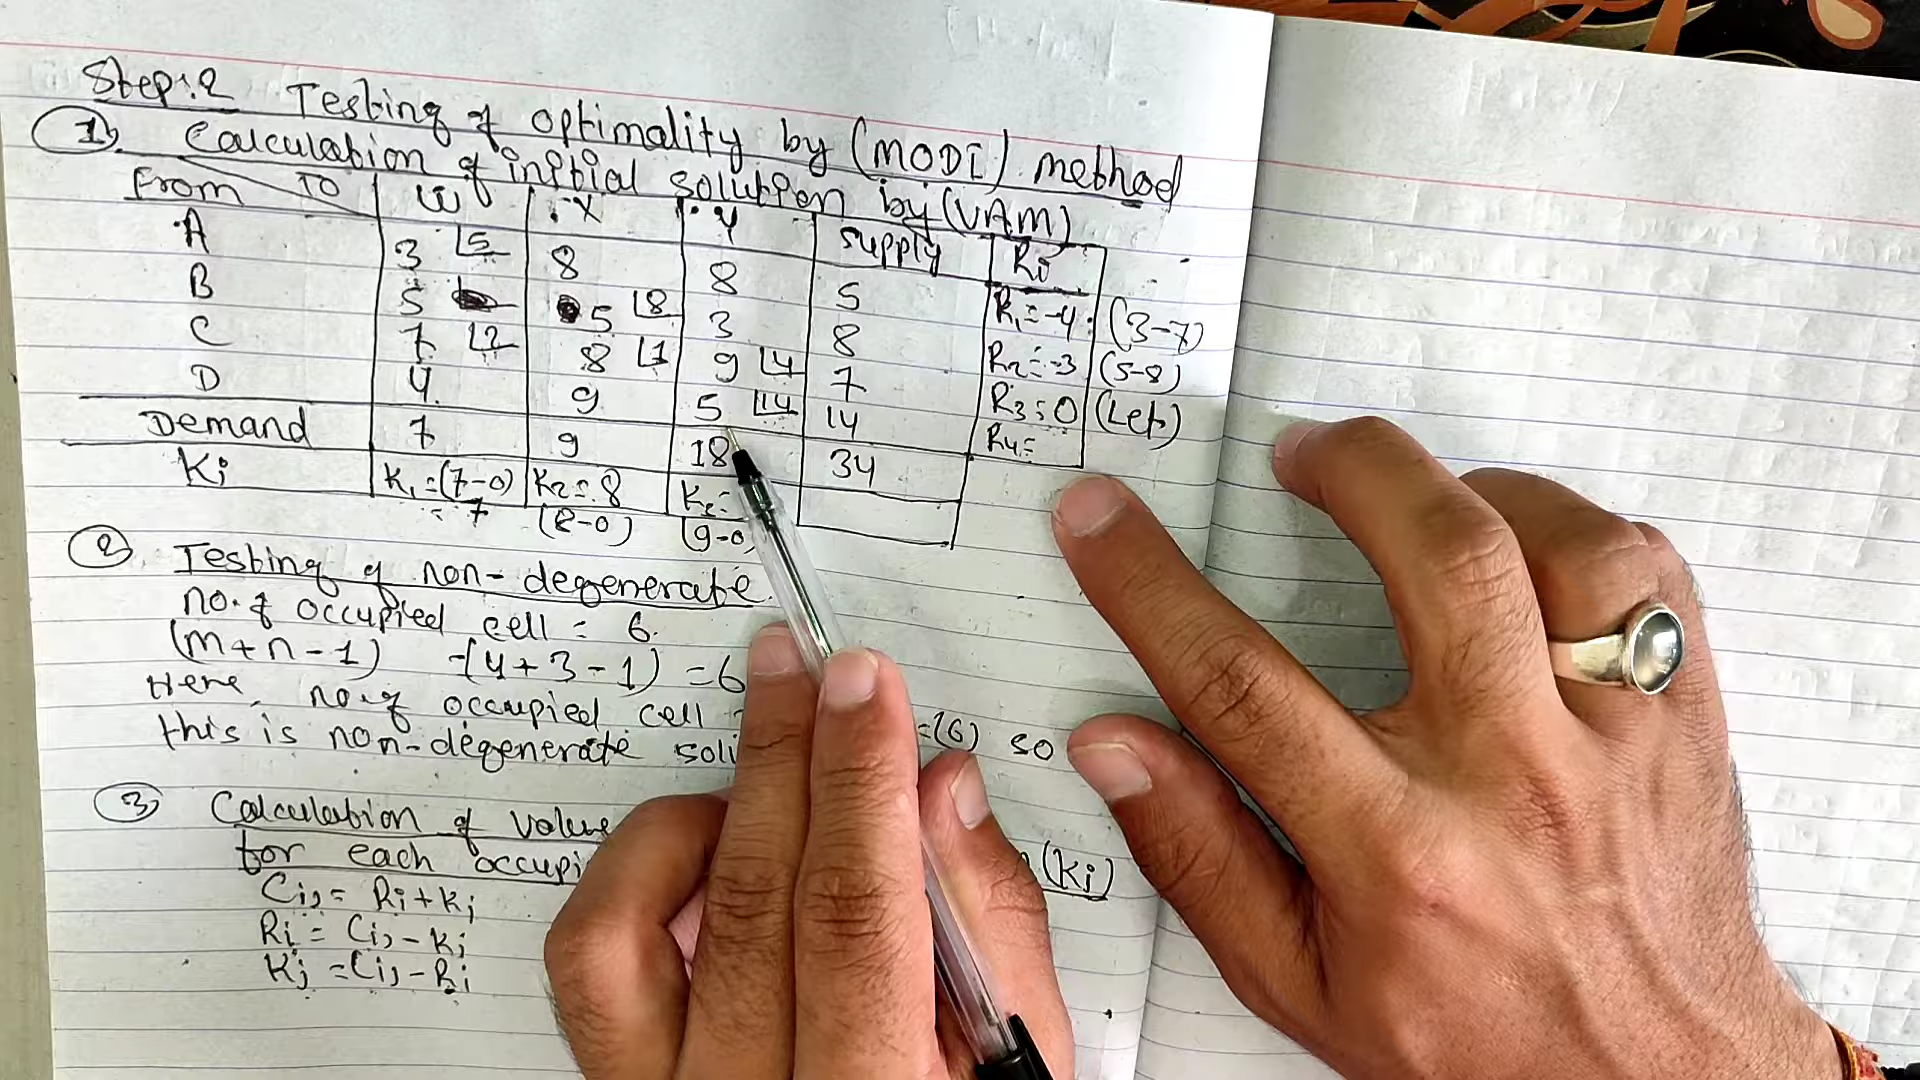 Step:2 Testing of optimality by (MODI) method
1) Calculation of initial solution by (VAM)
From TO W X Y Supply Ri
A 3 5 8 8 5 R1=-4 (3-7)
B 5 5 8 3 8 R2=-3 (5-8)
C 7 2 8 1 9 4 7 R3=0 (Let)
D 4 9 5 14 14 R4=
Demand 7 9 18 34
Kj K1=(7-0) =7 K2=8 (8-0) K3= (9-0)
2) Testing of non-degenerate
no. of occupied cell = 6.
(m+n-1) -(4+3-1) =6
Here, no. of occupied cell =(6) so
this is non-degenerate
3) Calculation of value
for each (Kj)
Cij = Ri+Kj
Ri = Cij - Kj
Kj = Cij - Ri